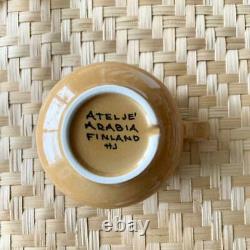 ATELJE'
ARABIA
FINLAND
HJ
ebay